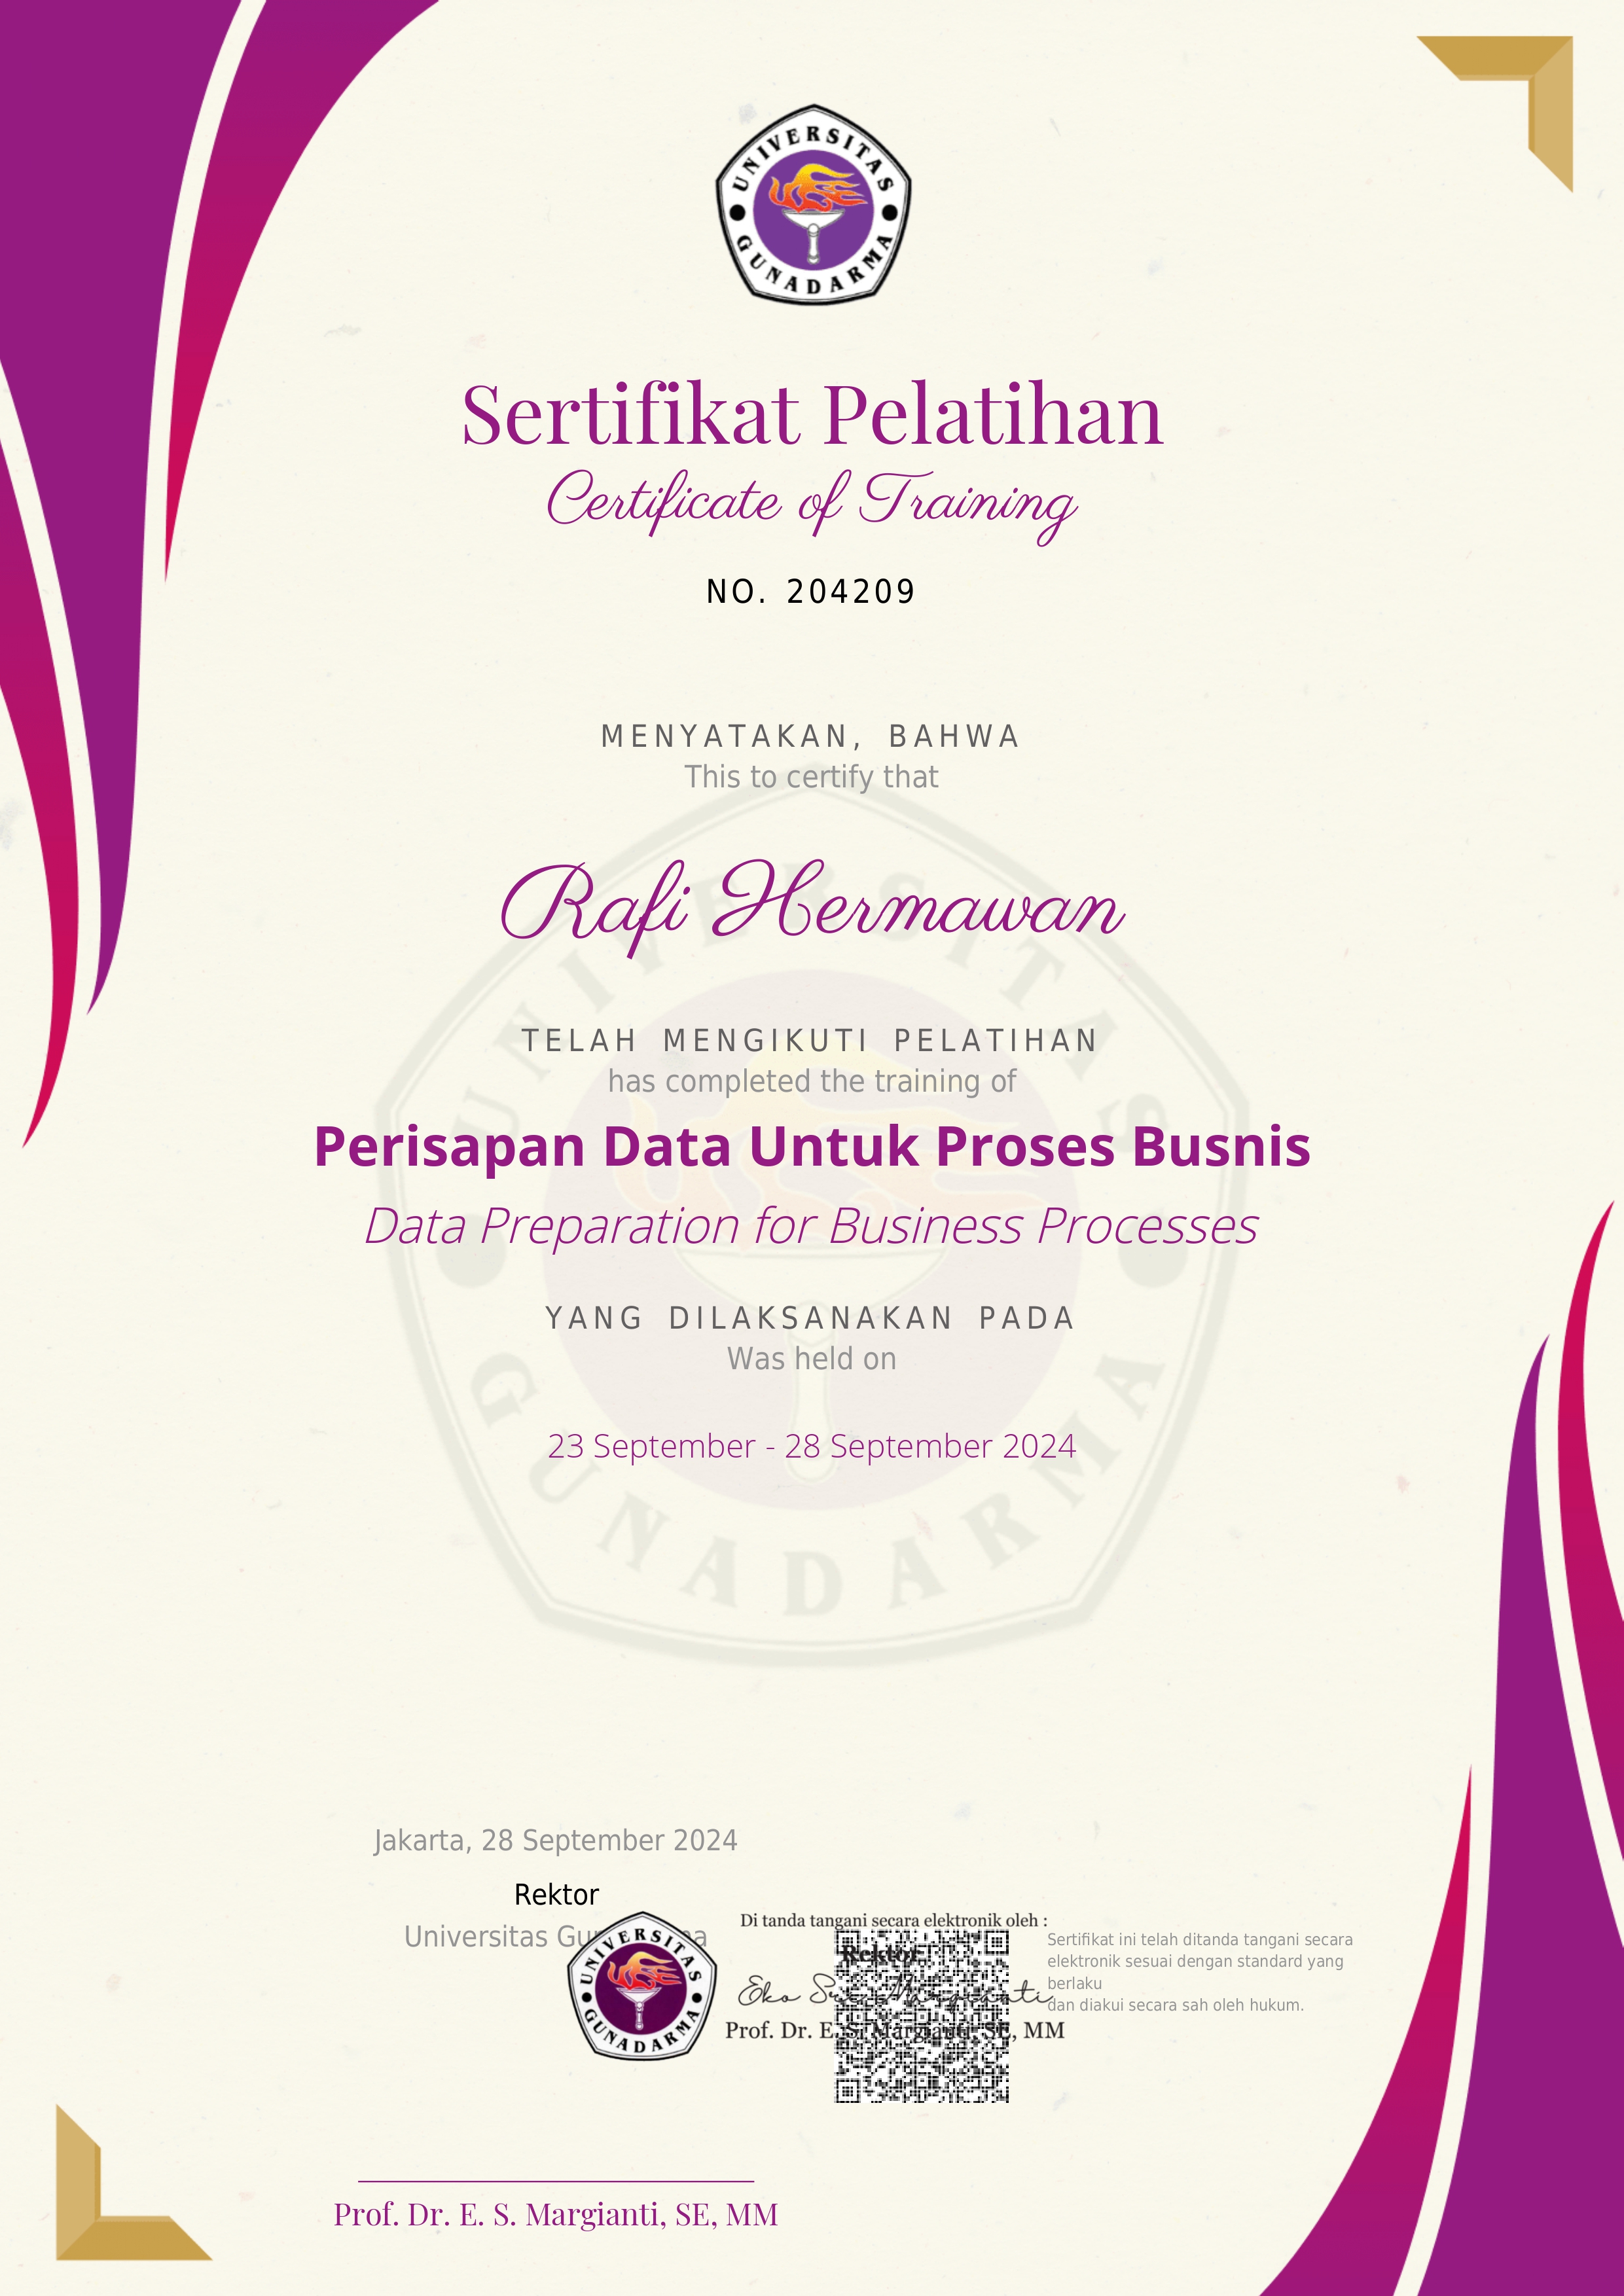 UNIVERSITAS
GUNADARMA
Sertifikat Pelatihan
Certificate of Training
NO. 204209
MENYATAKAN, BAHWA
This to certify that
Rafi Hermawan
TELAH MENGIKUTI PELATIHAN
has completed the training of
Perisapan Data Untuk Proses Busnis
Data Preparation for Business Processes
YANG DILAKSANAKAN PADA
Was held on
23 September - 28 September 2024
UNIVERSITAS
GUNADARMA
Jakarta, 28 September 2024
Rektor
Universitas
UNIVERSITAS
GUNADARMA
Di tanda tangani secara elektronik oleh :
Rektor
Eko Sri Margianti
Prof. Dr. E. S. Margianti, SE, MM
Sertifikat ini telah ditanda tangani secara
elektronik sesuai dengan standard yang
berlaku
dan diakui secara sah oleh hukum.
Prof. Dr. E. S. Margianti, SE, MM